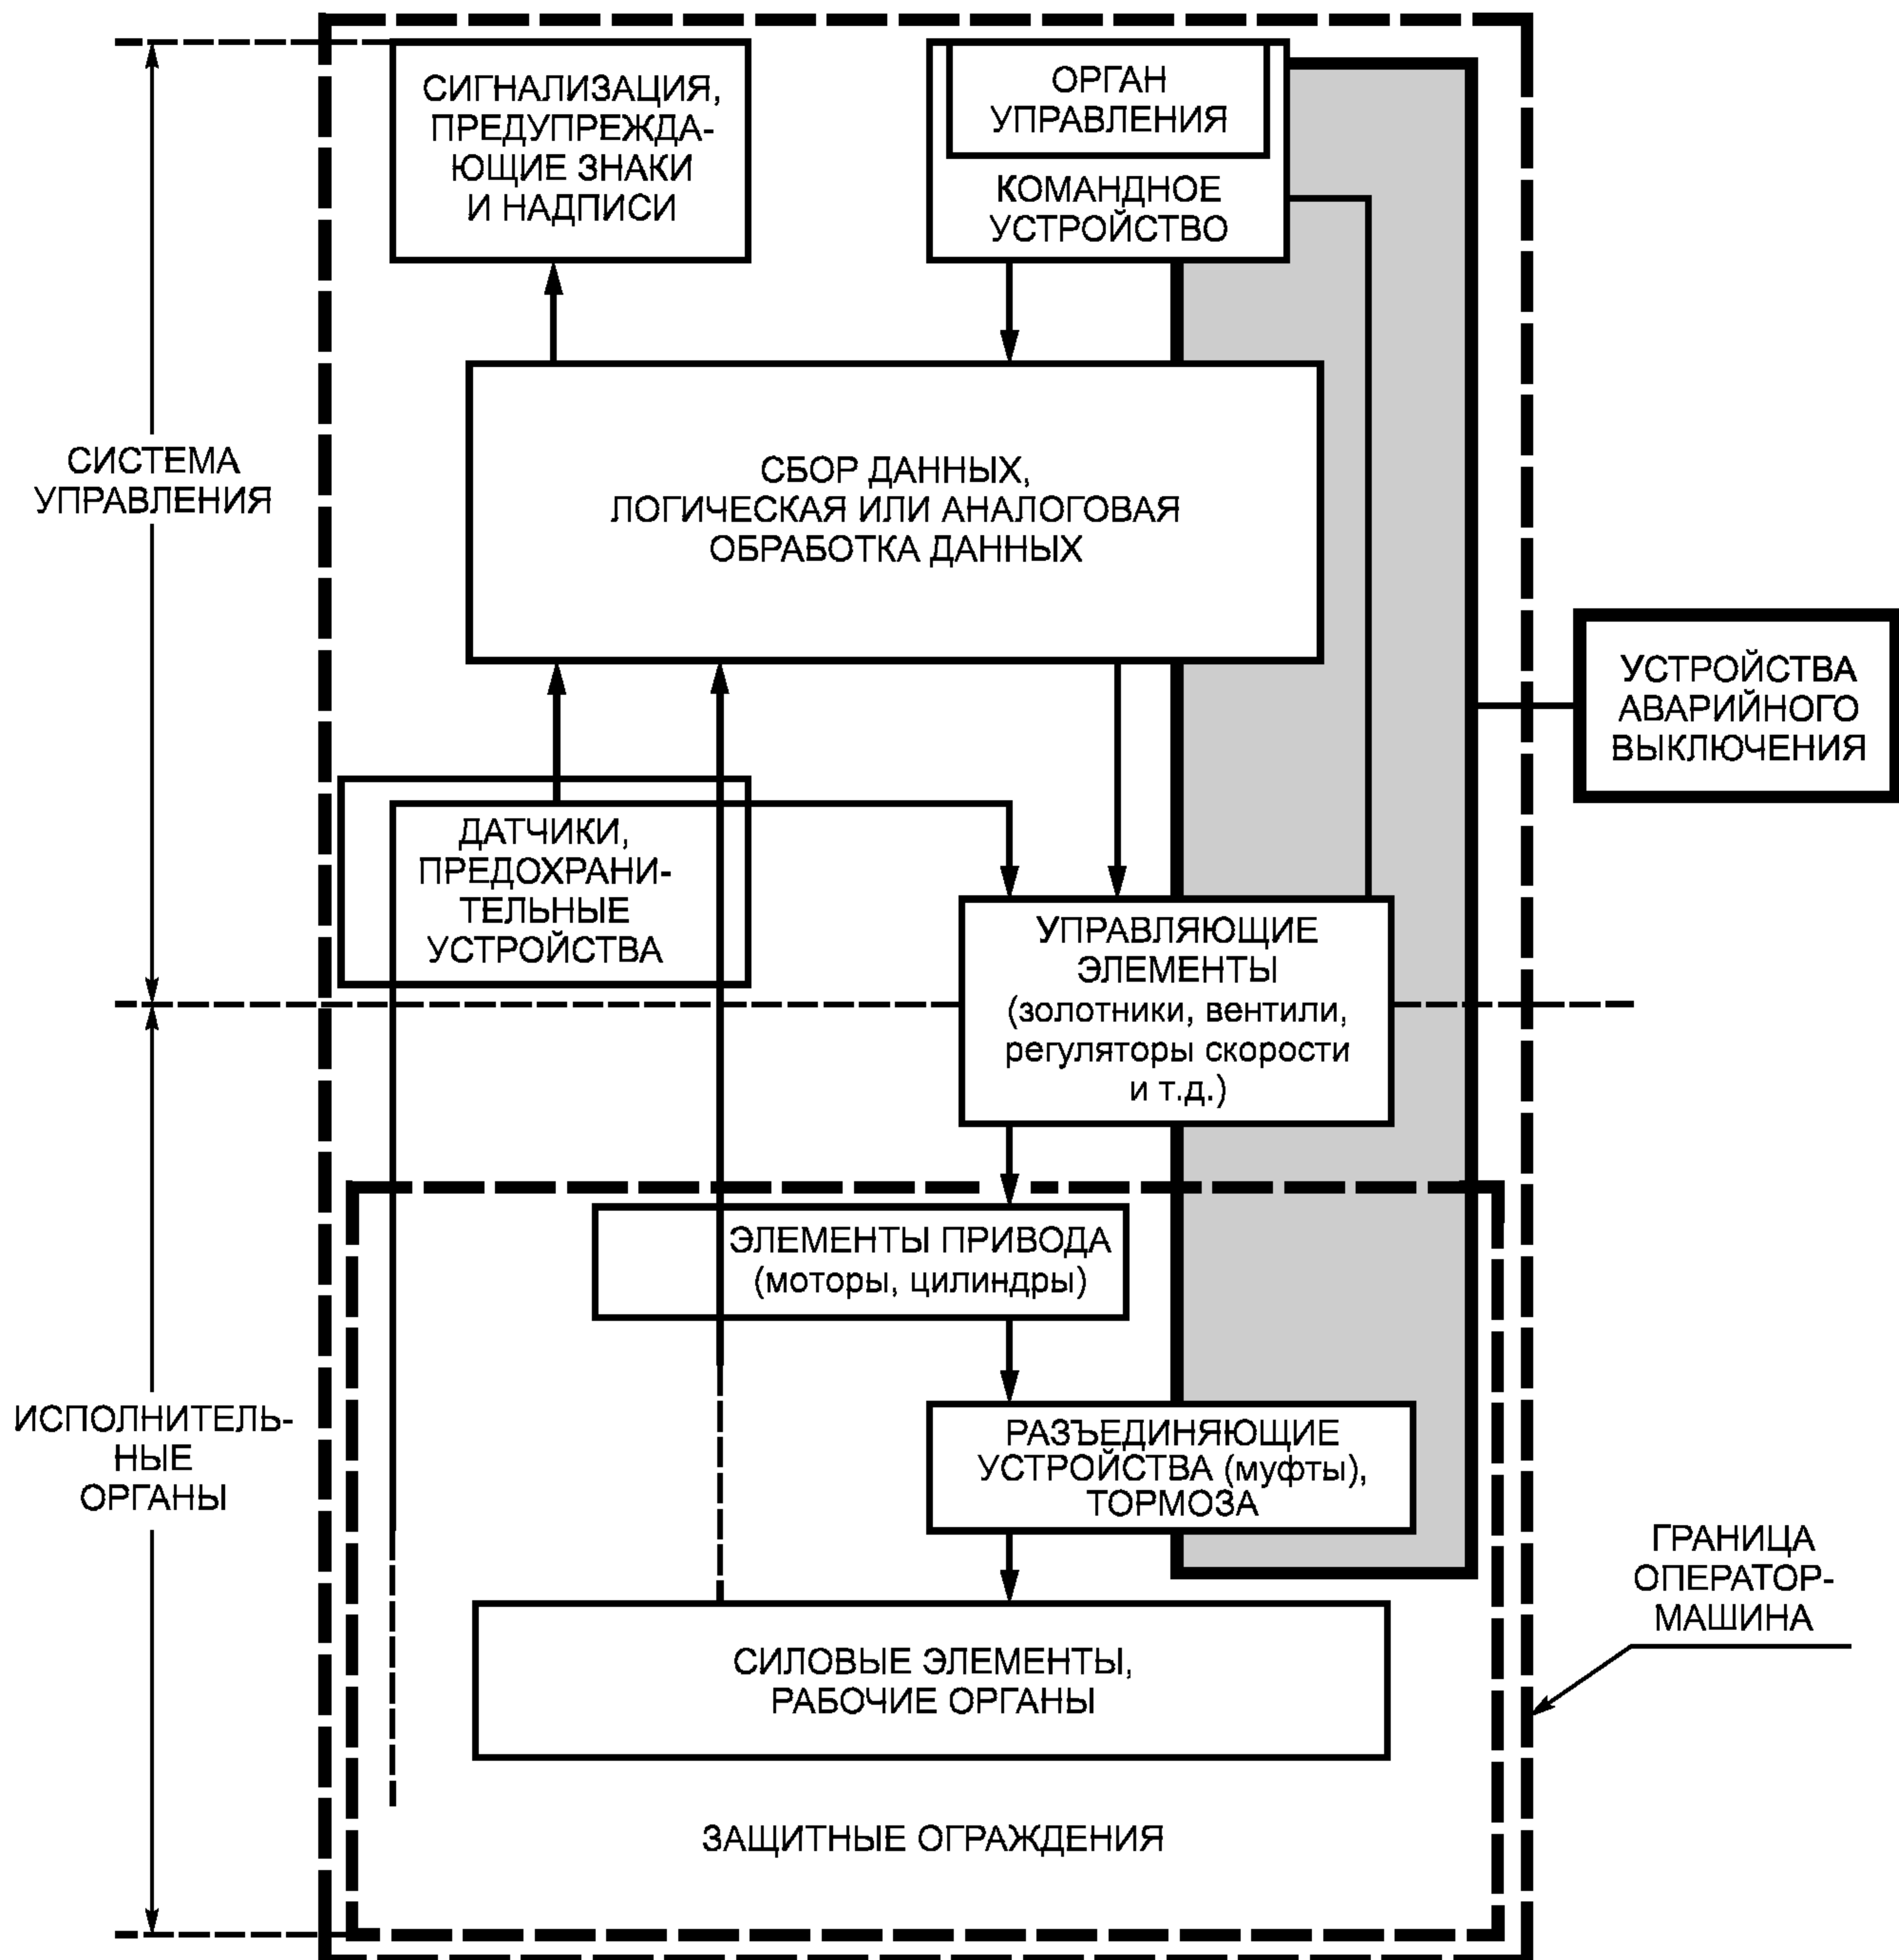 СИГНАЛИЗАЦИЯ,
ПРЕДУПРЕЖДА-
ЮЩИЕ ЗНАКИ
И НАДПИСИ
ОРГАН
УПРАВЛЕНИЯ
КОМАНДНОЕ
УСТРОЙСТВО
СИСТЕМА
УПРАВЛЕНИЯ
СБОР ДАННЫХ,
ЛОГИЧЕСКАЯ ИЛИ АНАЛОГОВАЯ
ОБРАБОТКА ДАННЫХ
УСТРОЙСТВА
АВАРИЙНОГО
ВЫКЛЮЧЕНИЯ
ДАТЧИКИ,
ПРЕДОХРАНИ-
ТЕЛЬНЫЕ
УСТРОЙСТВА
УПРАВЛЯЮЩИЕ
ЭЛЕМЕНТЫ
(золотники, вентили,
регуляторы скорости
и т.д.)
ЭЛЕМЕНТЫ ПРИВОДА
(моторы, цилиндры)
ИСПОЛНИТЕЛЬ-
НЫЕ
ОРГАНЫ
РАЗЪЕДИНЯЮЩИЕ
УСТРОЙСТВА (муфты),
ТОРМОЗА
ГРАНИЦА
ОПЕРАТОР-
МАШИНА
СИЛОВЫЕ ЭЛЕМЕНТЫ,
РАБОЧИЕ ОРГАНЫ
ЗАЩИТНЫЕ ОГРАЖДЕНИЯ